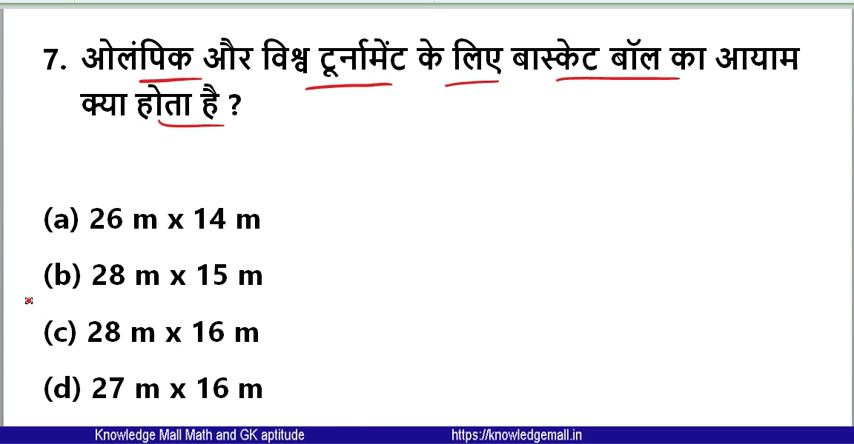 7. ओलंपिक और विश्व टूर्नामेंट के लिए बास्केट बॉल का आयाम
क्या होता है ?
(a) 26 m x 14 m
(b) 28 m x 15 m
(c) 28 m x 16 m
(d) 27 m x 16 m
Knowledge Mall Math and GK aptitude https://knowledgemall.in